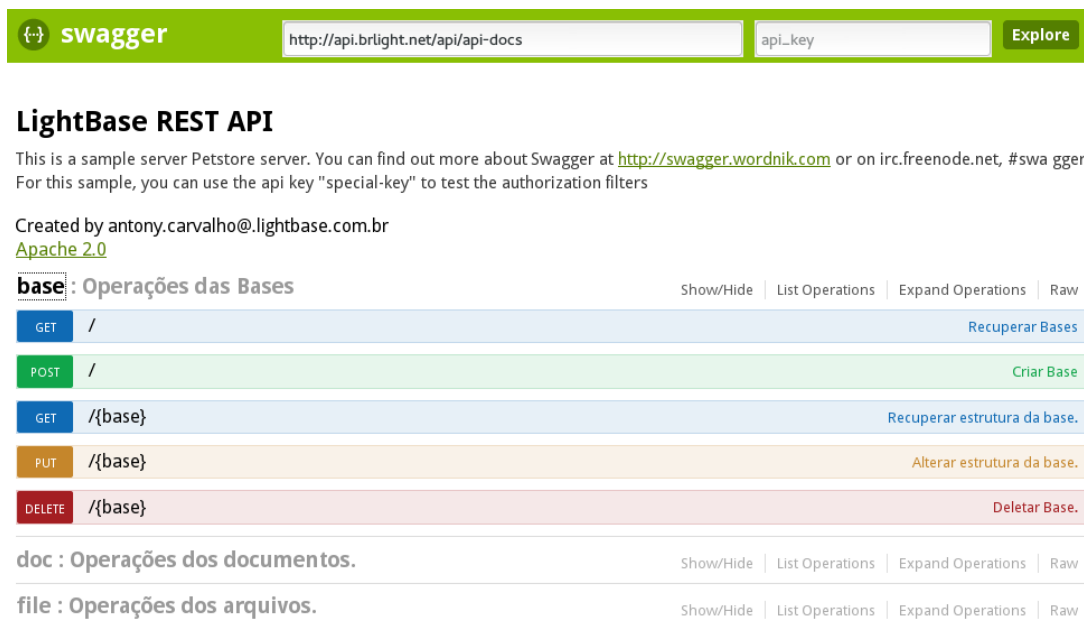 {··} swagger http://api.brlight.net/api/api-docs api_key Explore
LightBase REST API
This is a sample server Petstore server. You can find out more about Swagger at http://swagger.wordnik.com or on irc.freenode.net, #swa gger
For this sample, you can use the api key "special-key" to test the authorization filters
Created by antony.carvalho@.lightbase.com.br
Apache 2.0
base : Operações das Bases Show/Hide List Operations Expand Operations Raw
GET / Recuperar Bases
POST / Criar Base
GET /{base} Recuperar estrutura da base.
PUT /{base} Alterar estrutura da base.
DELETE /{base} Deletar Base.
doc : Operações dos documentos. Show/Hide List Operations Expand Operations Raw
file : Operações dos arquivos. Show/Hide List Operations Expand Operations Raw